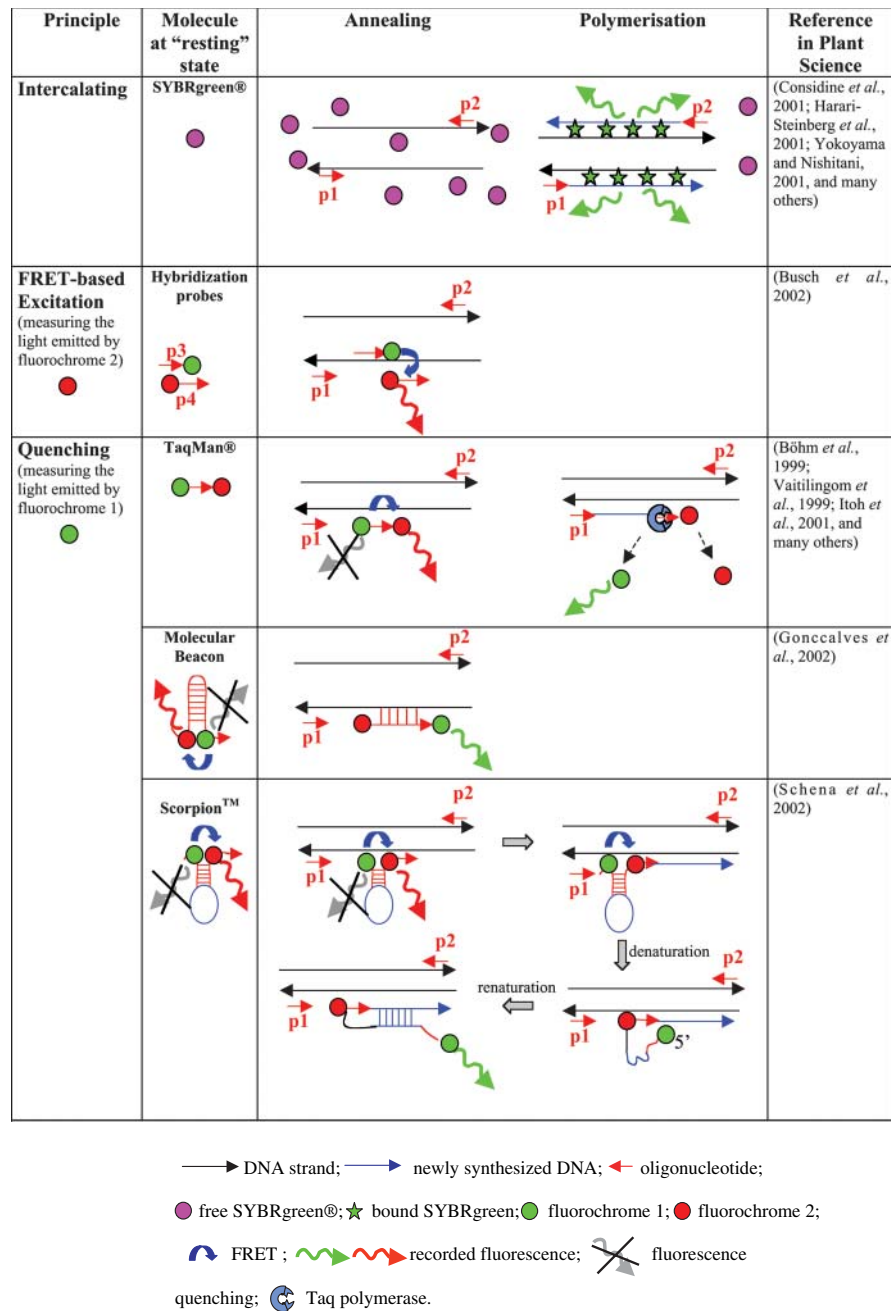 Principle
Molecule
at “resting”
state
Annealing
Polymerisation
Reference
in Plant
Science
Intercalating
SYBRgreen®
p2
p1
p2
p1
(Considine et al.,
2001; Harari-
Steinberg et al.,
2001; Yokoyama
and Nishitani,
2001, and many
others)
FRET-based
Excitation
(measuring the
light emitted by
fluorochrome 2)
Hybridization
probes
p3
p4
p2
p1
(Busch et al.,
2002)
Quenching
(measuring the
light emitted by
fluorochrome 1)
TaqMan®
p2
p1
p2
p1
(Böhm et al.,
1999;
Vaitilingom et
al., 1999; Itoh et
al., 2001, and
many others)
Molecular
Beacon
p2
p1
(Gonccalves et
al., 2002)
Scorpion™
p2
p1
p2
p1
denaturation
p2
p1
renaturation
p2
p1
5’
(Schena et al.,
2002)
DNA strand; newly synthesized DNA; oligonucleotide;
free SYBRgreen®; bound SYBRgreen; fluorochrome 1; fluorochrome 2;
FRET ; recorded fluorescence; fluorescence
quenching; Taq polymerase.